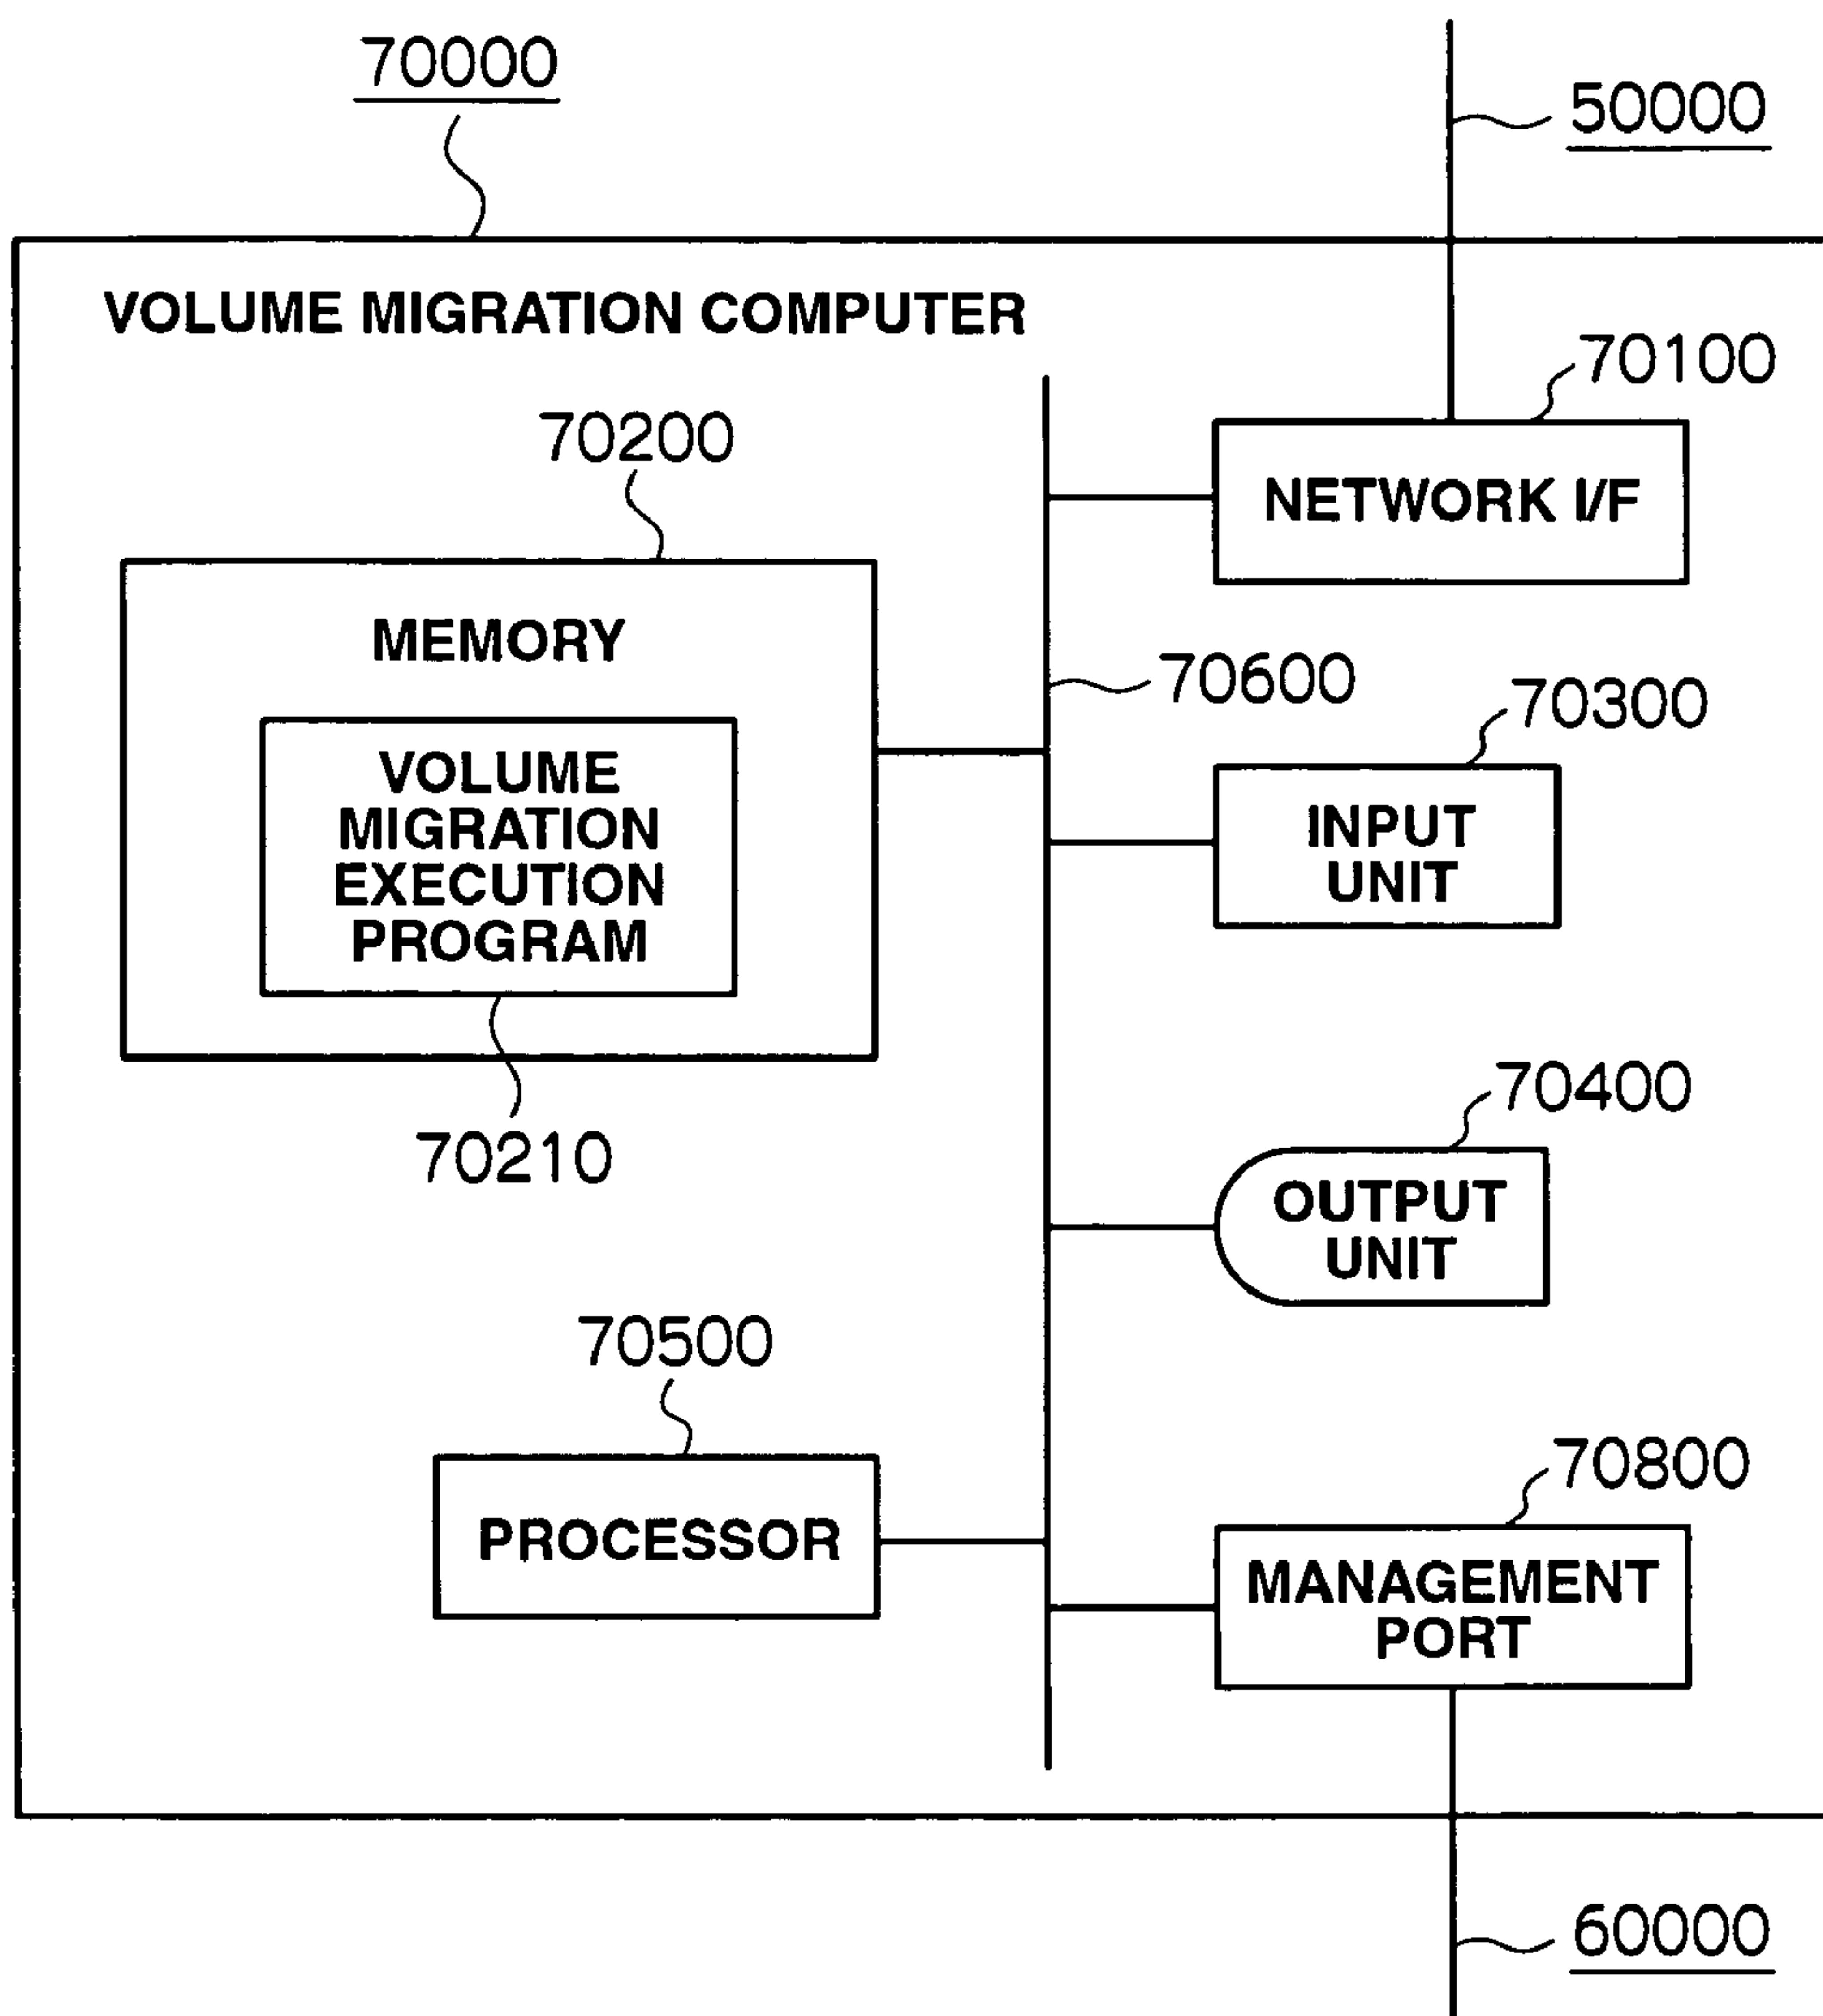 70000
50000
VOLUME MIGRATION COMPUTER
70100
70200
NETWORK I/F
MEMORY
70600
70300
VOLUME
MIGRATION
EXECUTION
PROGRAM
INPUT
UNIT
70400
70210
OUTPUT
UNIT
70500
70800
PROCESSOR
MANAGEMENT
PORT
60000